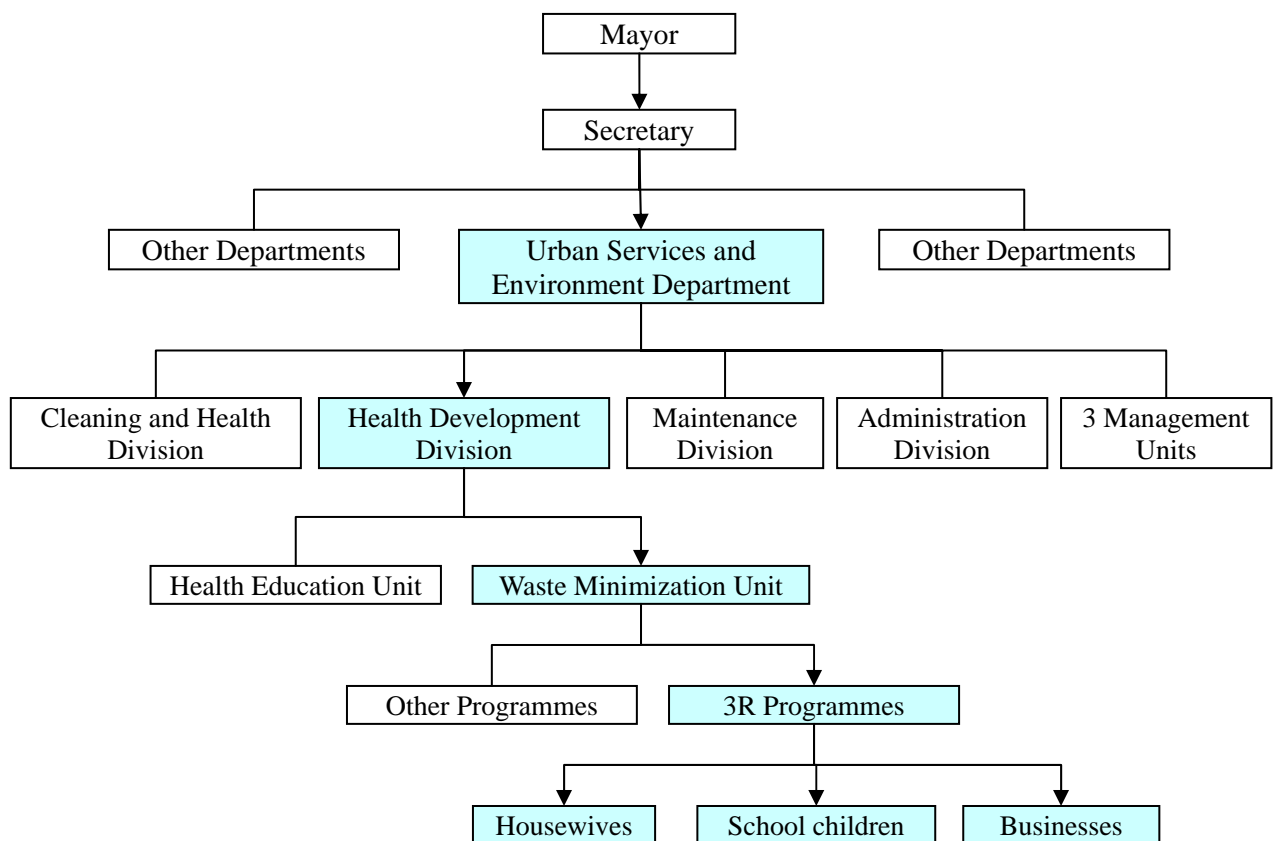 Mayor
Secretary
Other Departments
Urban Services and
Environment Department
Other Departments
Cleaning and Health
Division
Health Development
Division
Maintenance
Division
Administration
Division
3 Management
Units
Health Education Unit
Waste Minimization Unit
Other Programmes
3R Programmes
Housewives
School children
Businesses